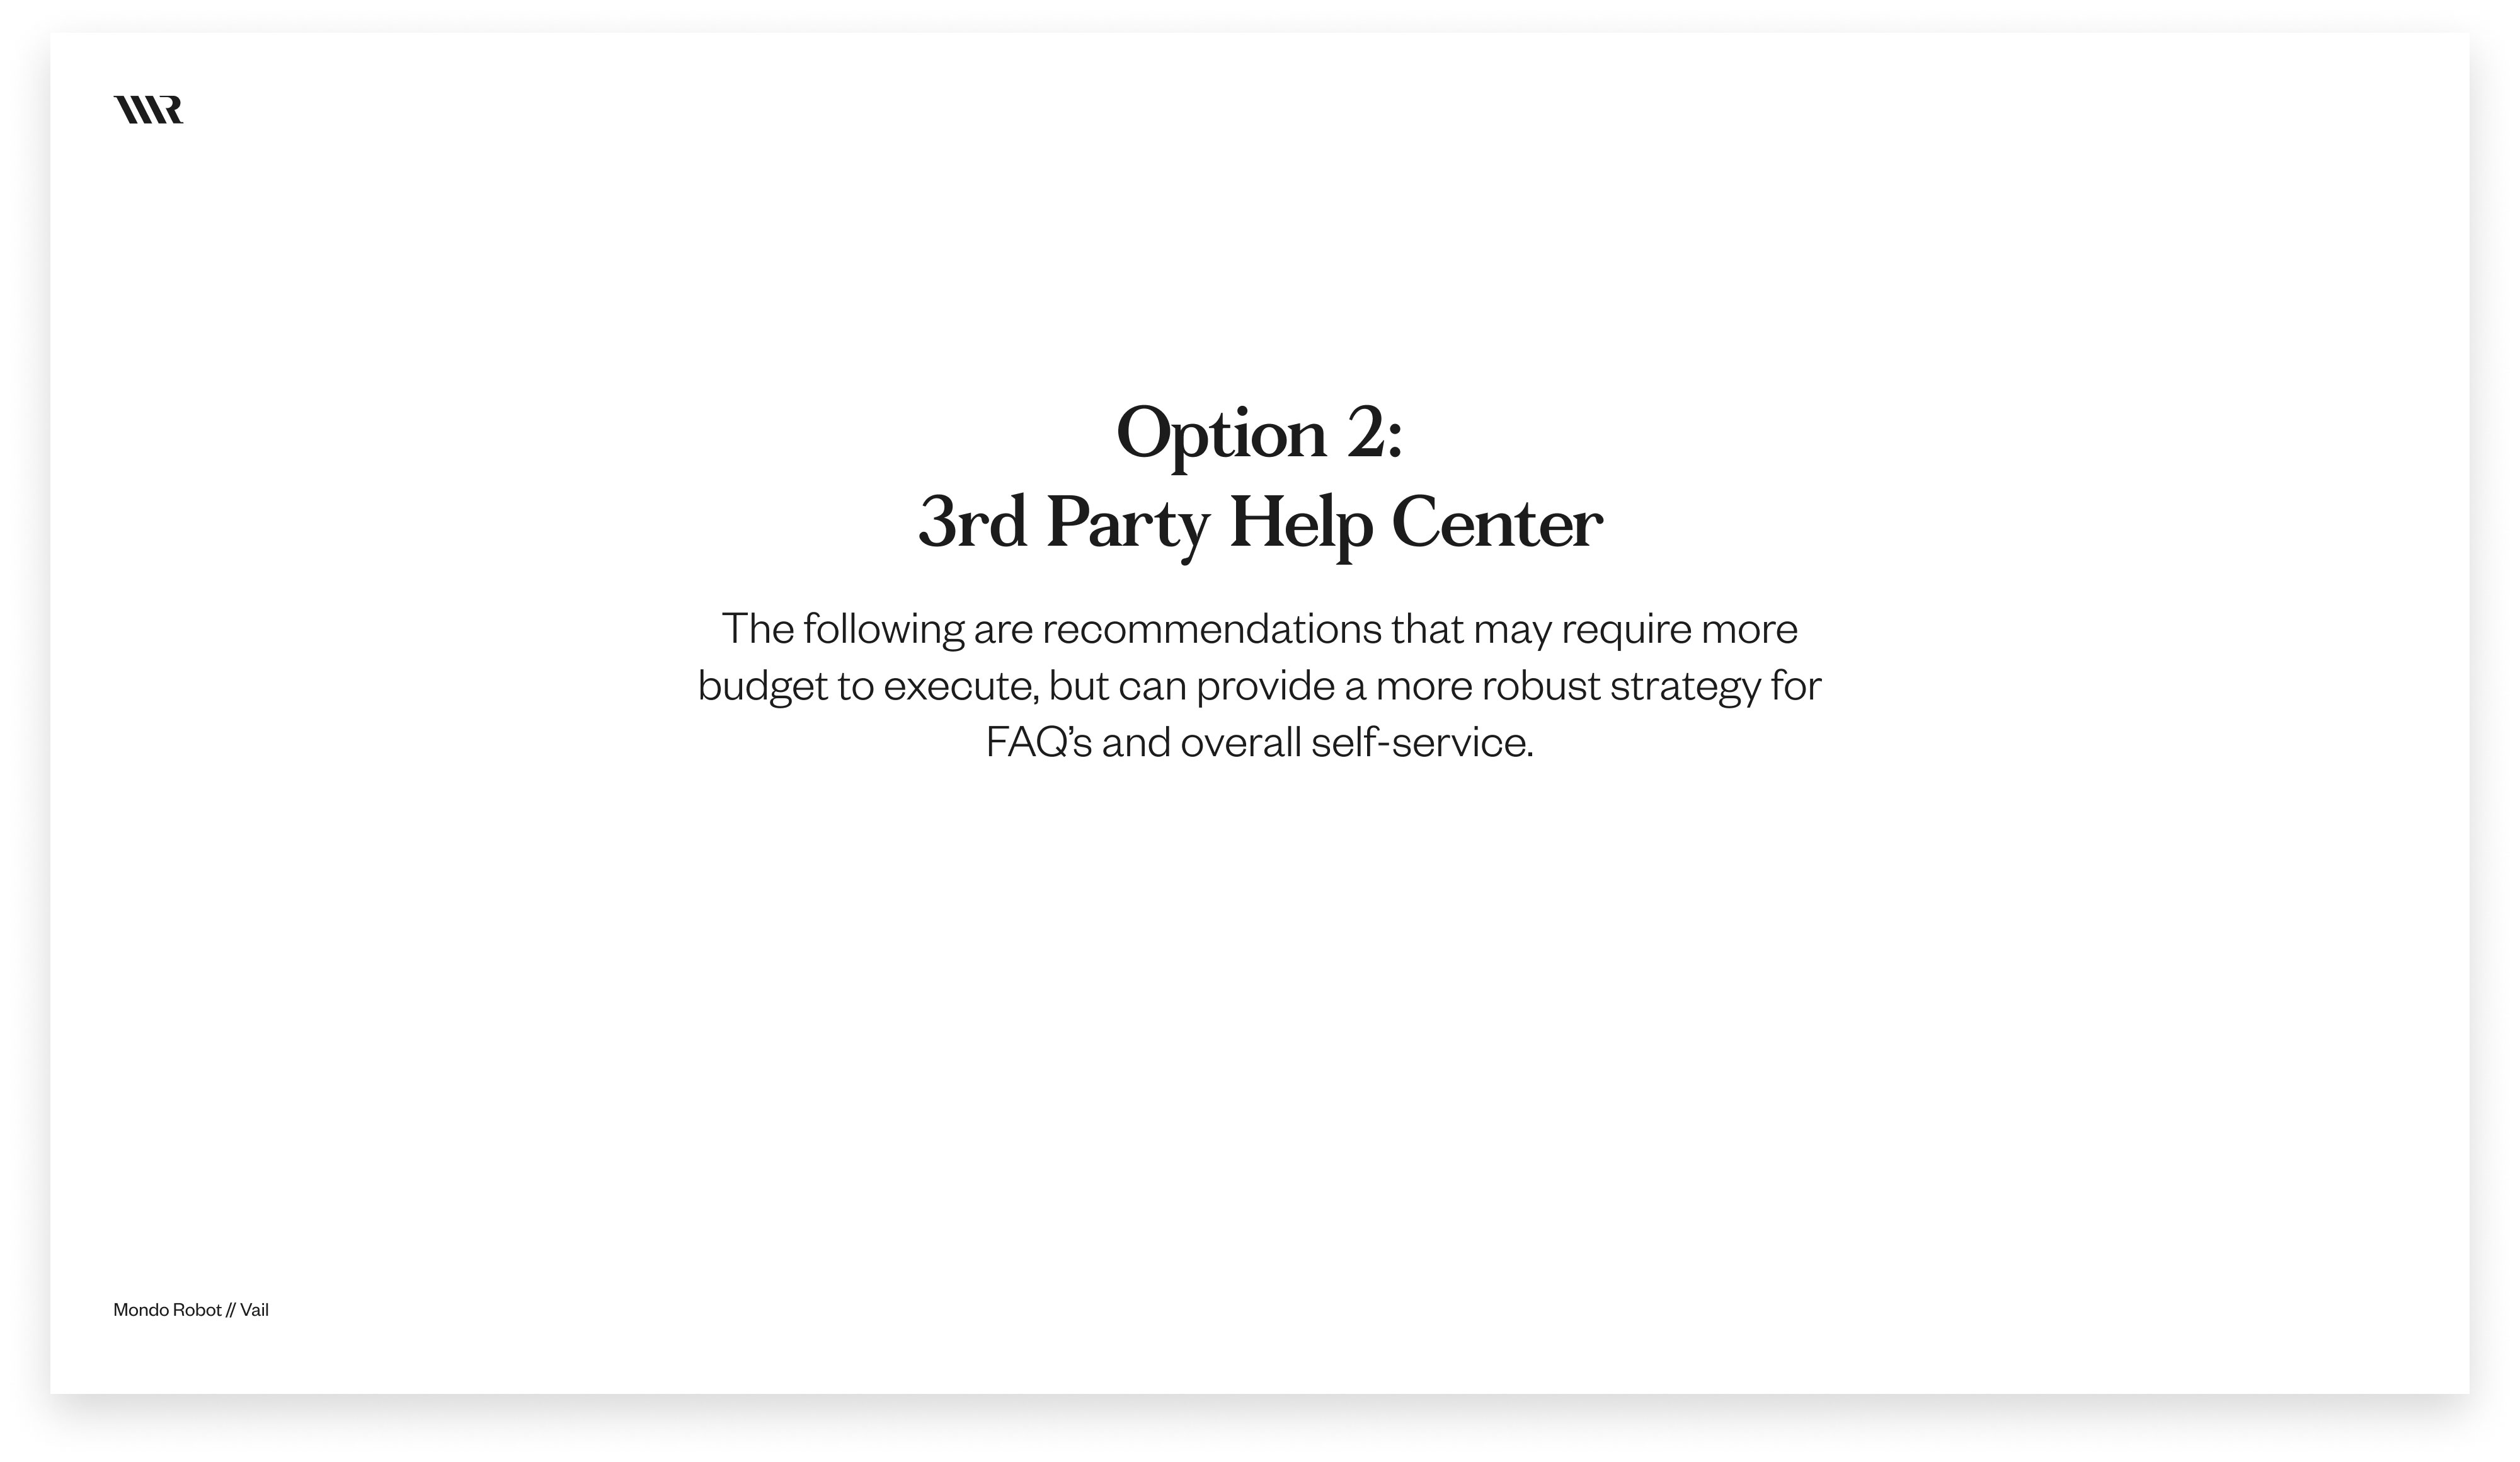 MR
Option 2:
3rd Party Help Center
The following are recommendations that may require more
budget to execute, but can provide a more robust strategy for
FAQ’s and overall self-service.
Mondo Robot // Vail